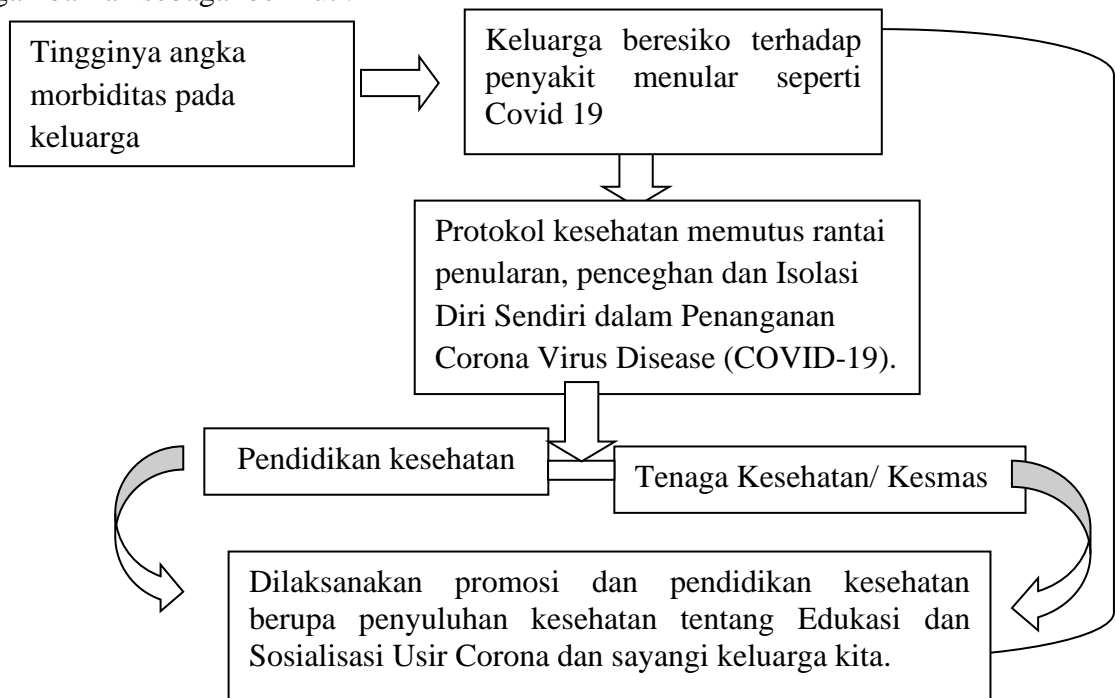 Tingginya angka
morbiditas pada
keluarga
Keluarga beresiko terhadap
penyakit menular seperti
Covid 19
Protokol kesehatan memutus rantai
penularan, penceghan dan Isolasi
Diri Sendiri dalam Penanganan
Corona Virus Disease (COVID-19).
Pendidikan kesehatan
Tenaga Kesehatan/ Kesmas
Dilaksanakan promosi dan pendidikan kesehatan
berupa penyuluhan kesehatan tentang Edukasi dan
Sosialisasi Usir Corona dan sayangi keluarga kita.